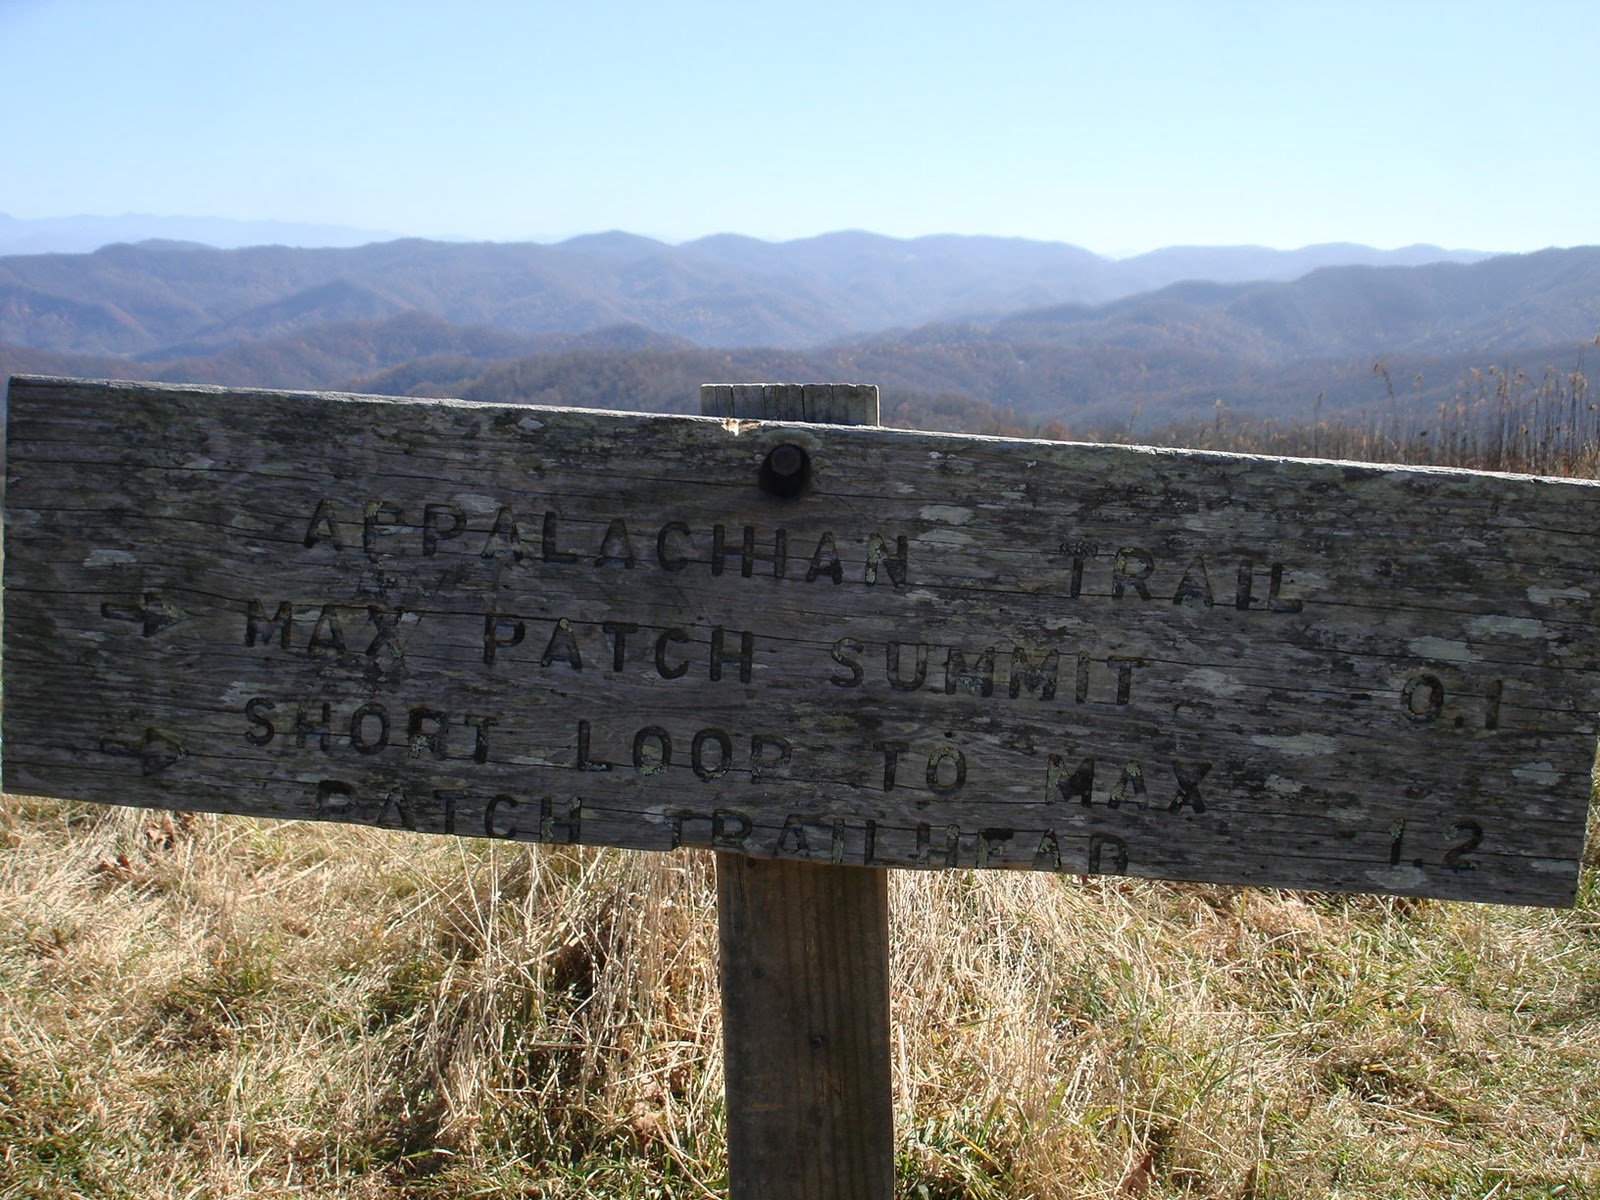 APPALACHIAN TRAIL
→ MAX PATCH SUMMIT 0.1
→ SHORT LOOP TO MAX
PATCH TRAILHEAD 1.2